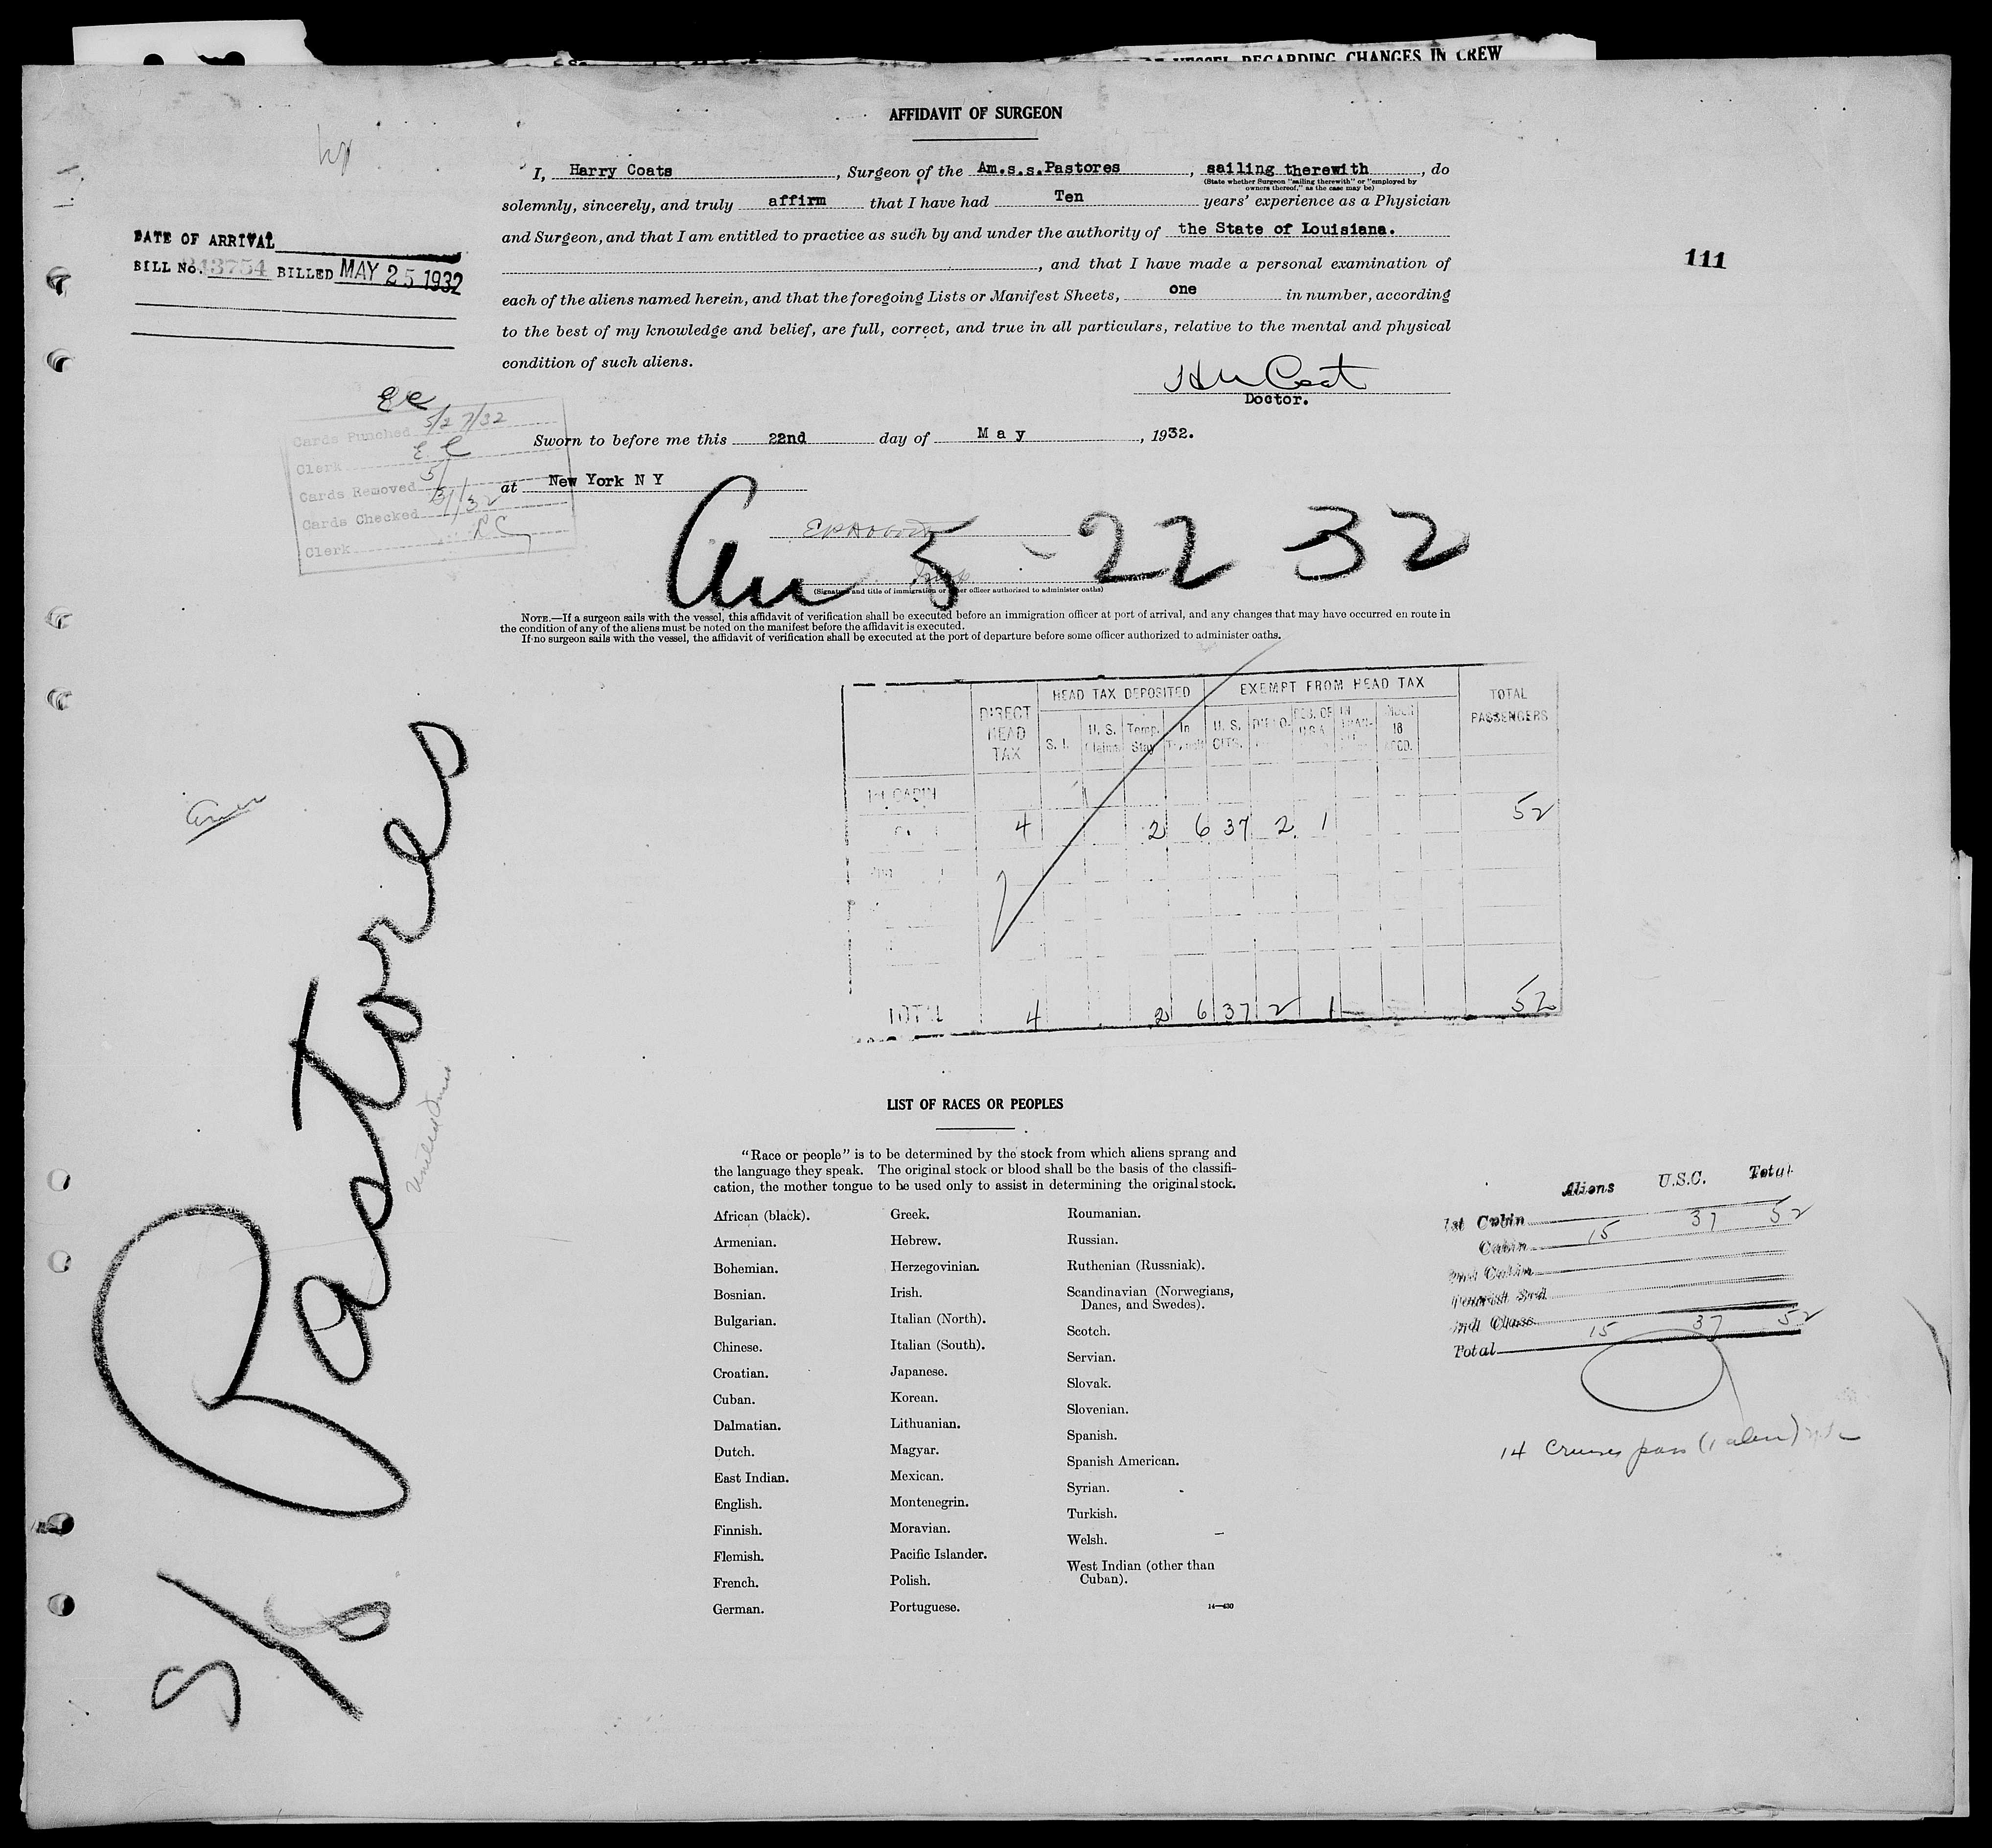 VESSEL REGARDING CHANGES IN CREW
AFFIDAVIT OF SURGEON
I, Harry Coats, Surgeon of the Am.s.s.Pastores, sailing therewith, do
(State whether Surgeon "sailing therewith" or "employed by
owners thereof," as the case may be)
solemnly, sincerely, and truly affirm that I have had Ten years' experience as a Physician
and Surgeon, and that I am entitled to practice as such by and under the authority of the State of Louisiana.
, and that I have made a personal examination of
each of the aliens named herein, and that the foregoing Lists or Manifest Sheets, one in number, according
to the best of my knowledge and belief, are full, correct, and true in all particulars, relative to the mental and physical
condition of such aliens.
Doctor.
Sworn to before me this 22nd day of May, 1932.
at New York N Y
DATE OF ARRIVAL
BILL No. BILLED MAY 25 1932
111
Cards Punched 5/27/32
Clerk E C
Cards Removed 5/
Cards Checked 31/32
Clerk
5 - 22 32
(Signature and title of immigration or other officer authorized to administer oaths)
NOTE.—If a surgeon sails with the vessel, this affidavit of verification shall be executed before an immigration officer at port of arrival, and any changes that may have occurred en route in
the condition of any of the aliens must be noted on the manifest before the affidavit is executed.
If no surgeon sails with the vessel, the affidavit of verification shall be executed at the port of departure before some officer authorized to administer oaths.
HEAD TAX DEPOSITED EXEMPT FROM HEAD TAX
DIRECT HEAD TAX S. I. U. S. Claims Temp. Stay In Transit U. S. CITS. TOTAL PASSENGERS
1st CABIN
4 2 6 37 2 1 52
TOTAL 4 2 6 37 2 1 52
S/S Pastores
LIST OF RACES OR PEOPLES
"Race or people" is to be determined by the stock from which aliens sprang and
the language they speak. The original stock or blood shall be the basis of the classifi-
cation, the mother tongue to be used only to assist in determining the original stock.
African (black).
Armenian.
Bohemian.
Bosnian.
Bulgarian.
Chinese.
Croatian.
Cuban.
Dalmatian.
Dutch.
East Indian.
English.
Finnish.
Flemish.
French.
German.
Greek.
Hebrew.
Herzegovinian.
Irish.
Italian (North).
Italian (South).
Japanese.
Korean.
Lithuanian.
Magyar.
Mexican.
Montenegrin.
Moravian.
Pacific Islander.
Polish.
Portuguese.
Roumanian.
Russian.
Ruthenian (Russniak).
Scandinavian (Norwegians,
Danes, and Swedes).
Scotch.
Servian.
Slovak.
Slovenian.
Spanish.
Spanish American.
Syrian.
Turkish.
Welsh.
West Indian (other than
Cuban).
14—430
Aliens U.S.C. Total
1st Cabin 15 37 52
Cabin
2nd Cabin
Tourist 3rd
3rd Class
Total 15 37 52
14 Cruises pass (1 alien)